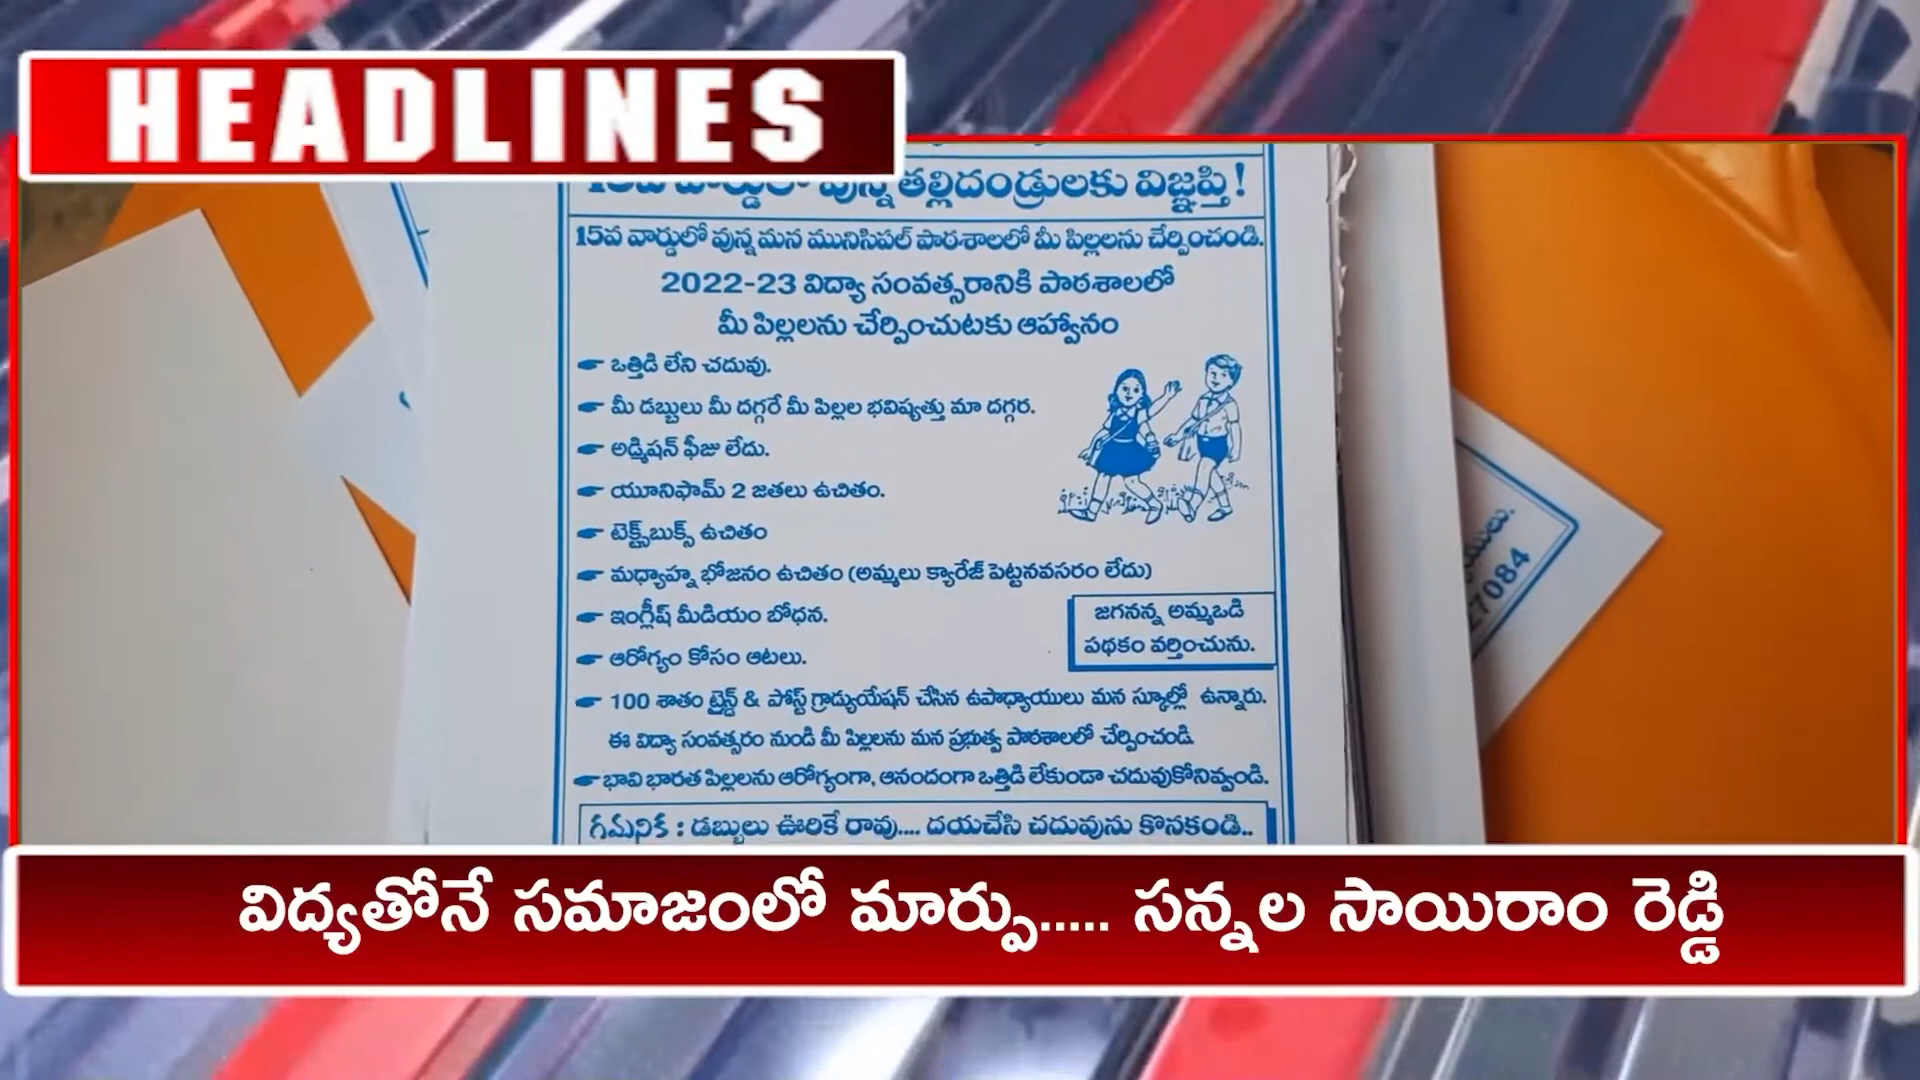 HEADLINES
వున్న తల్లిదండ్రులకు విజ్ఞప్తి!
15వ వార్డులో వున్న మన మునిసిపల్ పాఠశాలలో మీ పిల్లలను చేర్పించండి.
2022-23 విద్యా సంవత్సరానికి పాఠశాలలో
మీ పిల్లలను చేర్పించుటకు ఆహ్వానం
ఒత్తిడి లేని చదువు.
మీ డబ్బులు మీ దగ్గరే మీ పిల్లల భవిష్యత్తు మా దగ్గర.
అడ్మిషన్ ఫీజు లేదు.
యూనిఫామ్ 2 జతలు ఉచితం.
టెక్ట్స్‌బుక్స్ ఉచితం
మధ్యాహ్న భోజనం ఉచితం (అమ్మలు క్యారేజ్ పెట్టనవసరం లేదు)
ఇంగ్లీష్ మీడియం బోధన.
జగనన్న అమ్మఒడి
పథకం వర్తించును.
ఆరోగ్యం కోసం ఆటలు.
100 శాతం ట్రైన్డ్ & పోస్ట్ గ్రాడ్యుయేషన్ చేసిన ఉపాధ్యాయులు మన స్కూల్లో ఉన్నారు.
ఈ విద్యా సంవత్సరం నుండి మీ పిల్లలను మన ప్రభుత్వ పాఠశాలలో చేర్పించండి.
భావి భారత పిల్లలను ఆరోగ్యంగా, ఆనందంగా ఒత్తిడి లేకుండా చదువుకోనివ్వండి.
గమనిక : డబ్బులు ఊరికే రావు.... దయచేసి చదువును కొనకండి..
27084
విద్యతోనే సమాజంలో మార్పు..... సన్నల సాయిరాం రెడ్డి